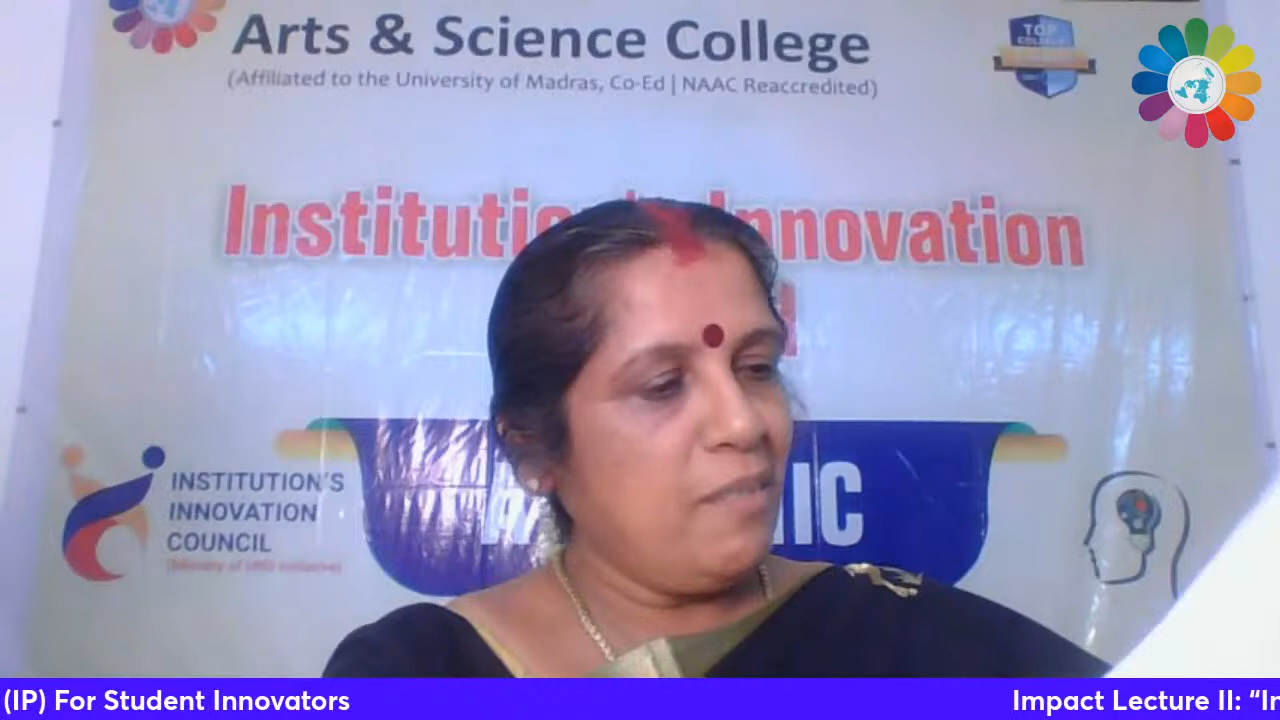 Arts & Science College
(Affiliated to the University of Madras, Co-Ed | NAAC Reaccredited)
TOP
Innovation
INSTITUTION'S
INNOVATION
COUNCIL
(IP) For Student Innovators
Impact Lecture II: “